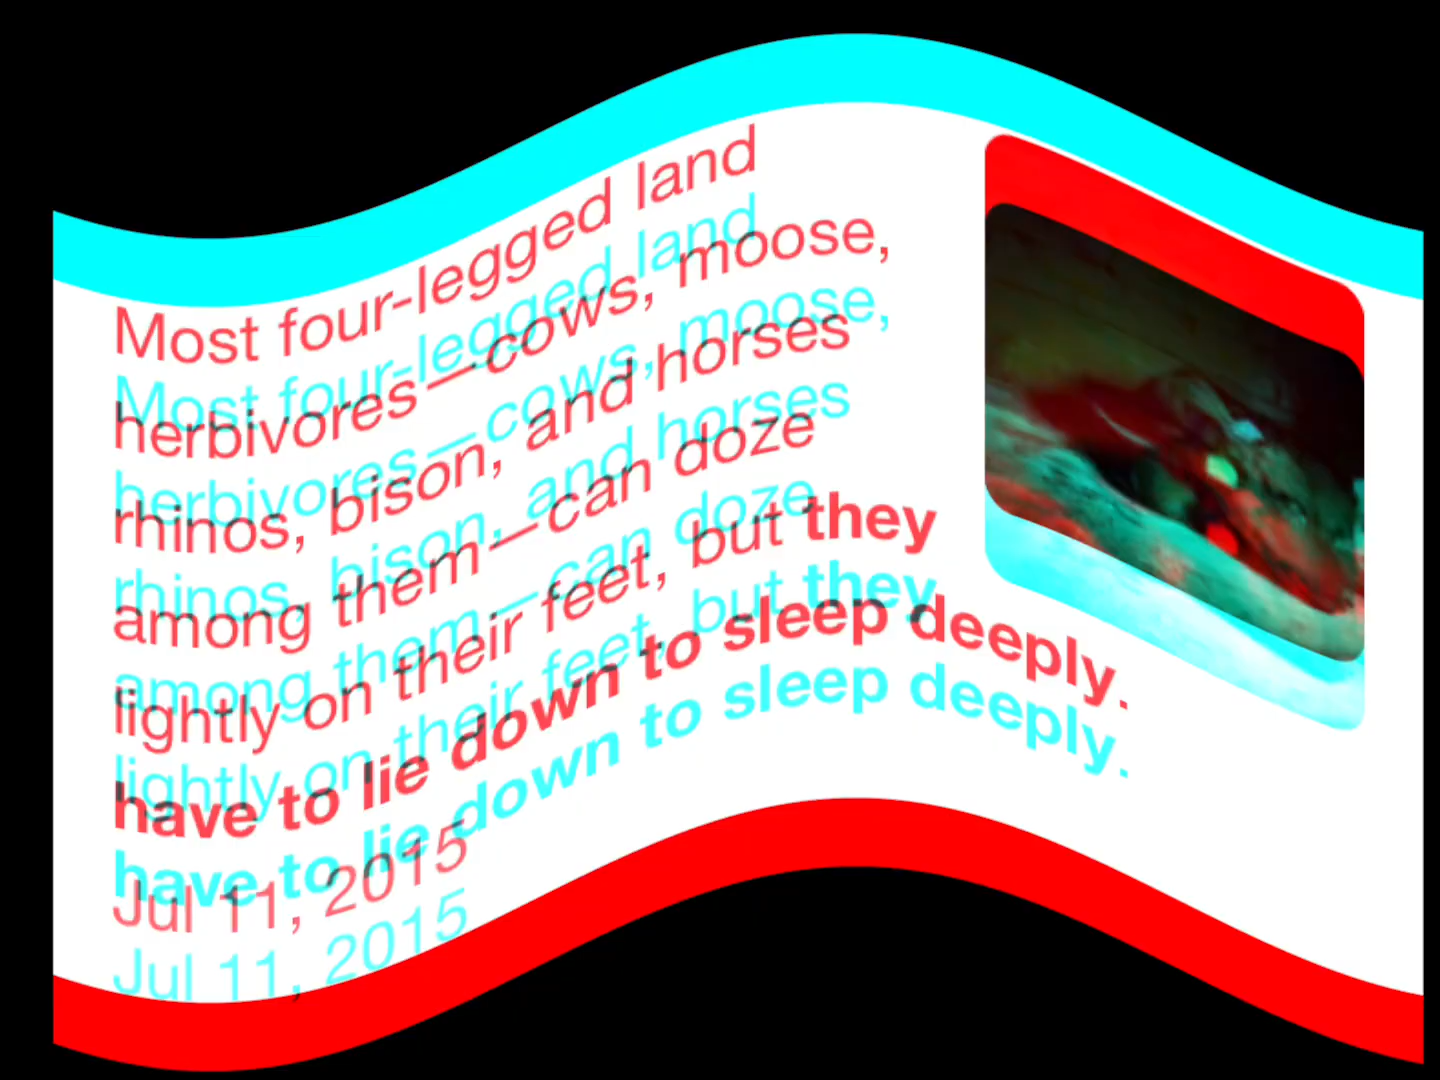 Most four-legged land
herbivores—cows, moose,
rhinos, bison, and horses
among them—can doze
lightly on their feet, but they
have to lie down to sleep deeply.
Jul 11, 2015